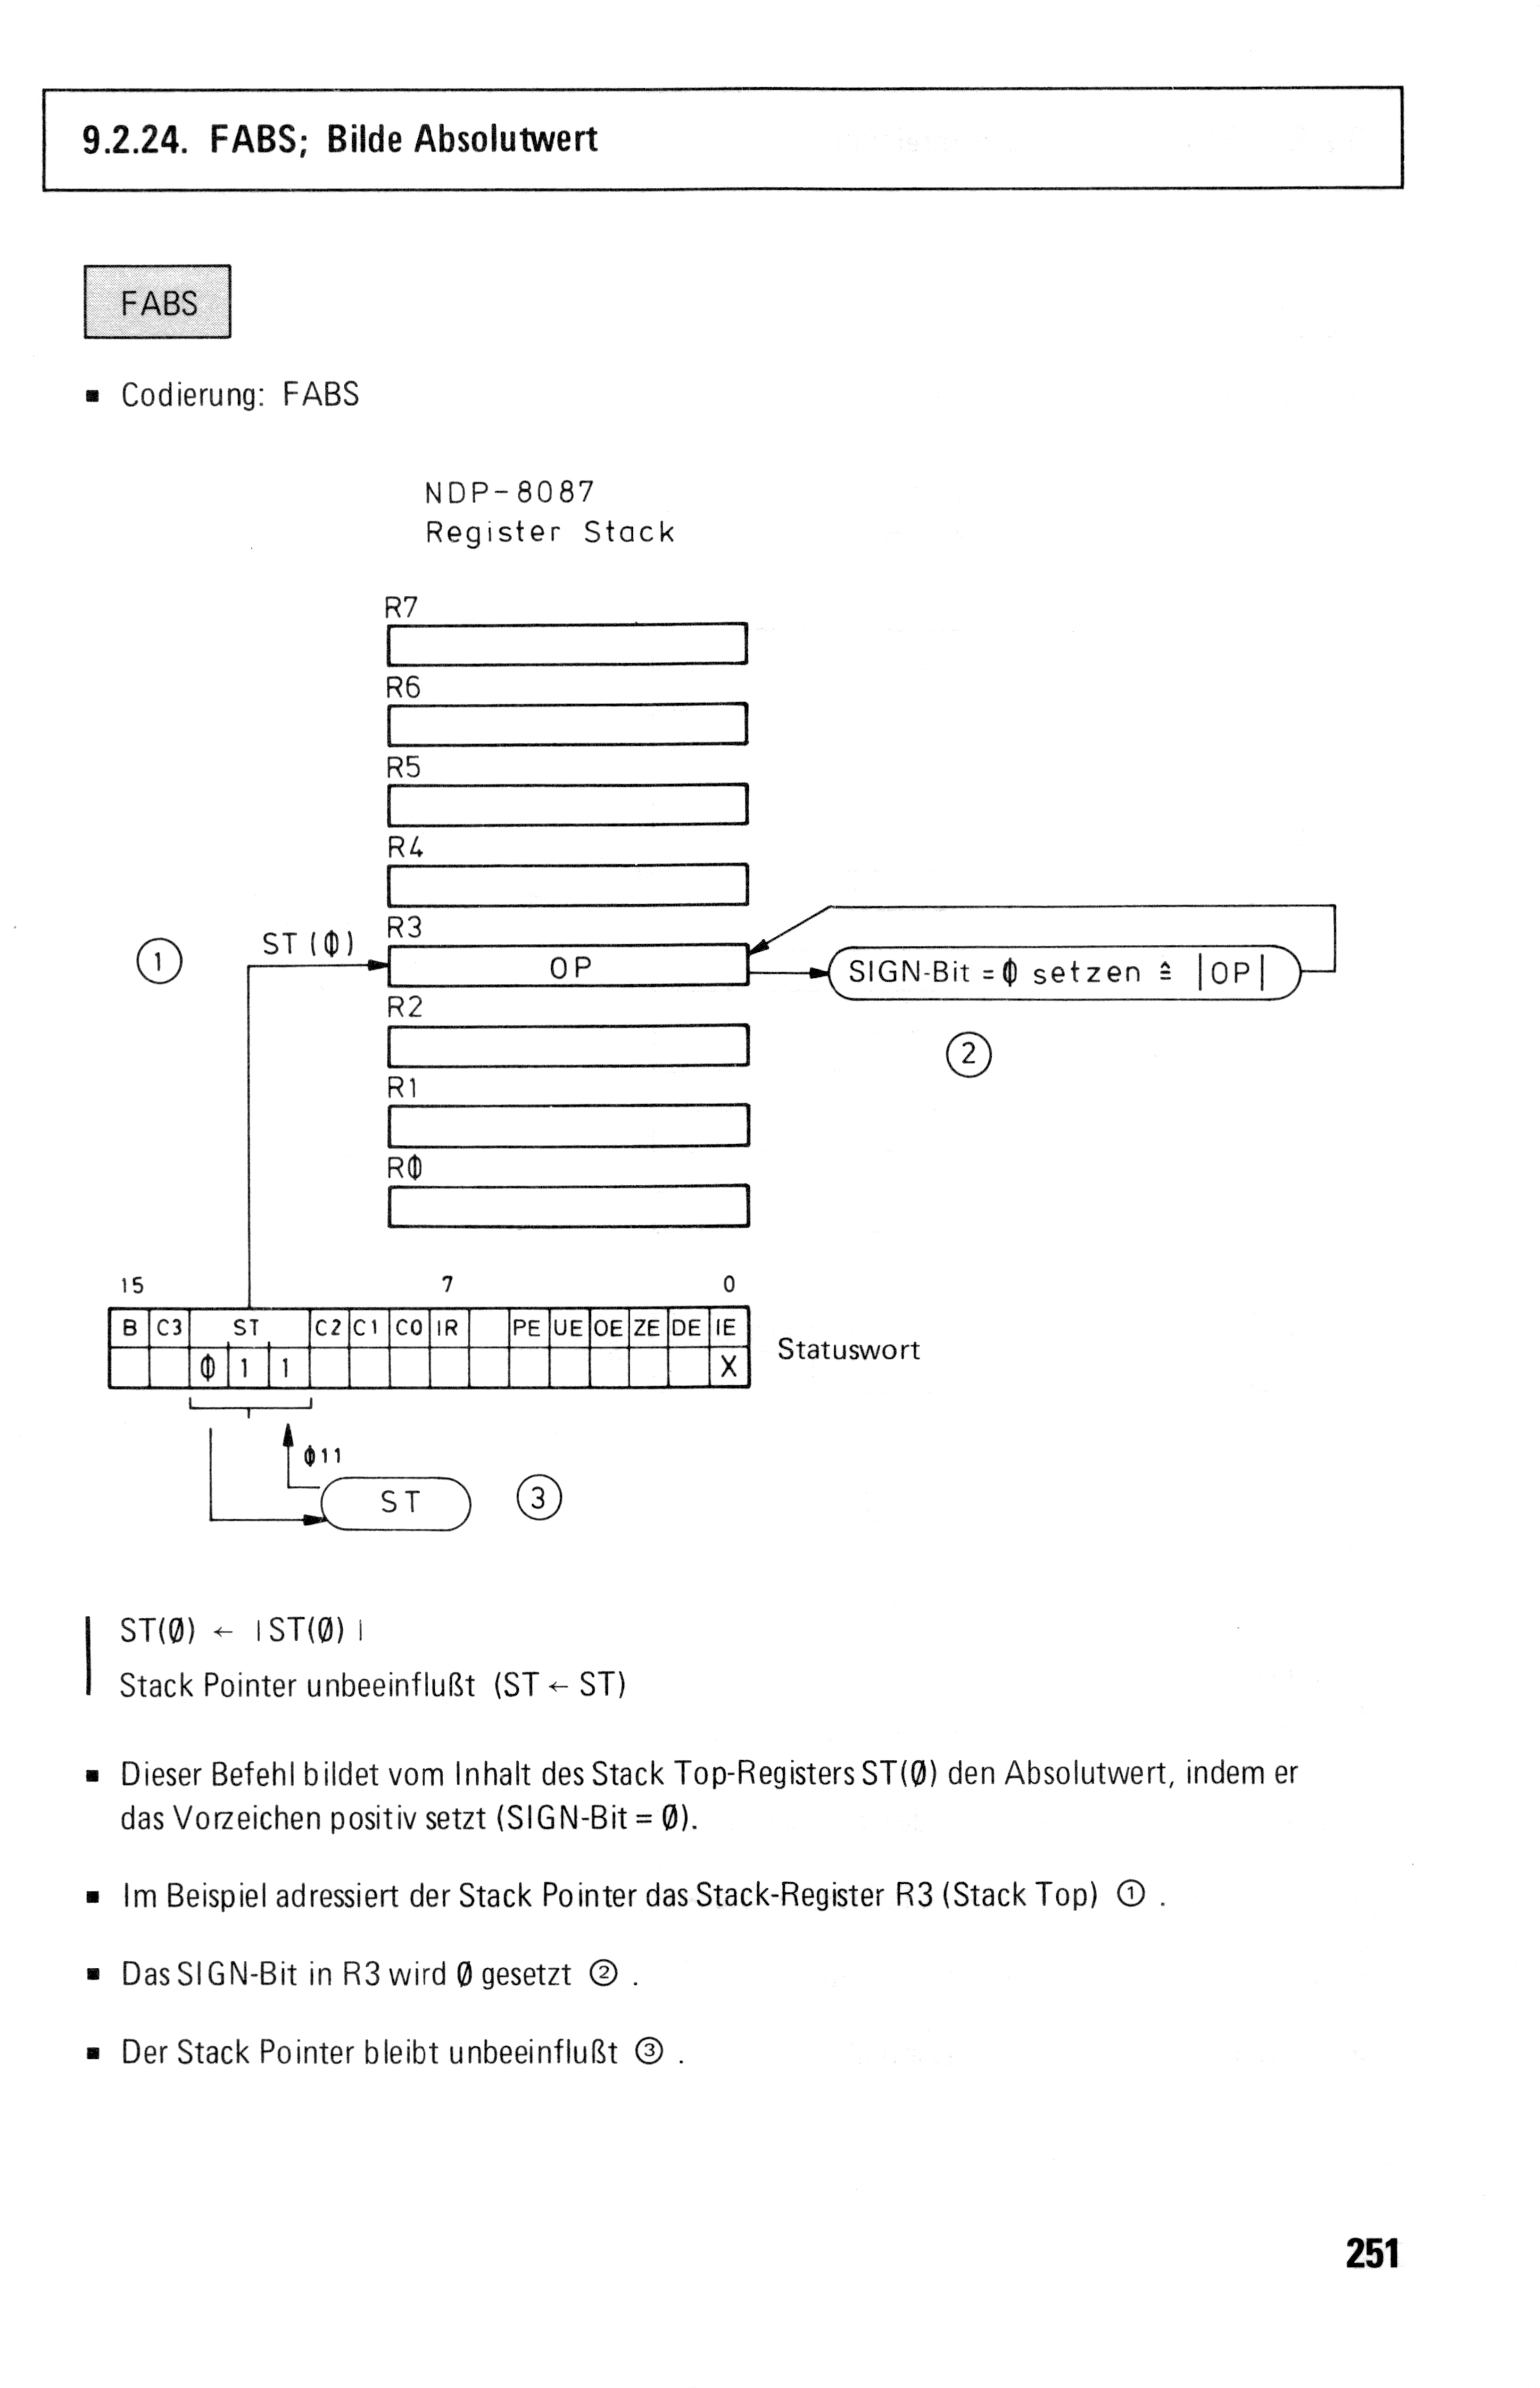 9.2.24. FABS; Bilde Absolutwert
FABS
▪ Codierung: FABS
NDP-8087
Register Stack
R7
R6
R5
R4
R3
① ST(Ø) OP SIGN-Bit = Ø setzen ≙ |OP|
R2
②
R1
RØ
15 7 0
B C3 ST C2 C1 C0 IR PE UE OE ZE DE IE
Statuswort
Ø 1 1 X
Ø11
ST ③
ST(Ø) ← |ST(Ø)|
Stack Pointer unbeeinflußt (ST ← ST)
▪ Dieser Befehl bildet vom Inhalt des Stack Top-Registers ST(Ø) den Absolutwert, indem er
das Vorzeichen positiv setzt (SIGN-Bit = Ø).
▪ Im Beispiel adressiert der Stack Pointer das Stack-Register R3 (Stack Top) ① .
▪ Das SIGN-Bit in R3 wird Ø gesetzt ② .
▪ Der Stack Pointer bleibt unbeeinflußt ③ .
251